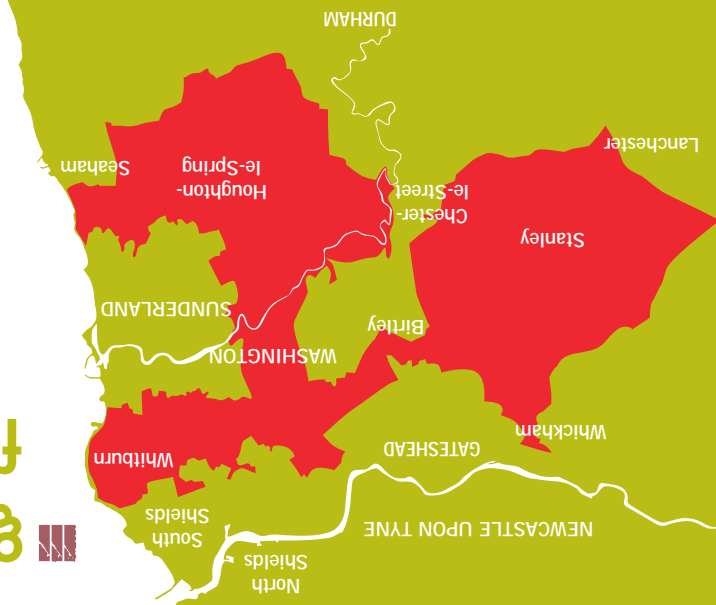 North
Shields
NEWCASTLE UPON TYNE
South
Shields
GATESHEAD
Whitburn
Whickham
WASHINGTON
Birtley
SUNDERLAND
Stanley
Chester-
le-Street
Houghton-
le-Spring
Seaham
Lanchester
DURHAM